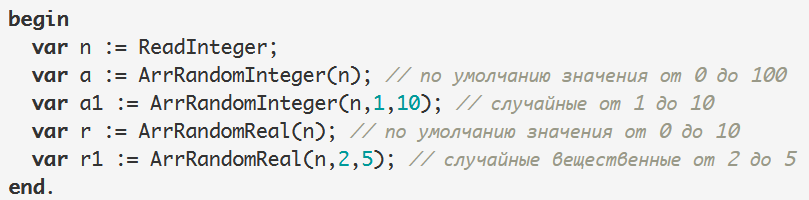 begin
var n := ReadInteger;
var a := ArrRandomInteger(n); // по умолчанию значения от 0 до 100
var a1 := ArrRandomInteger(n,1,10); // случайные от 1 до 10
var r := ArrRandomReal(n); // по умолчанию значения от 0 до 10
var r1 := ArrRandomReal(n,2,5); // случайные вещественные от 2 до 5
end.